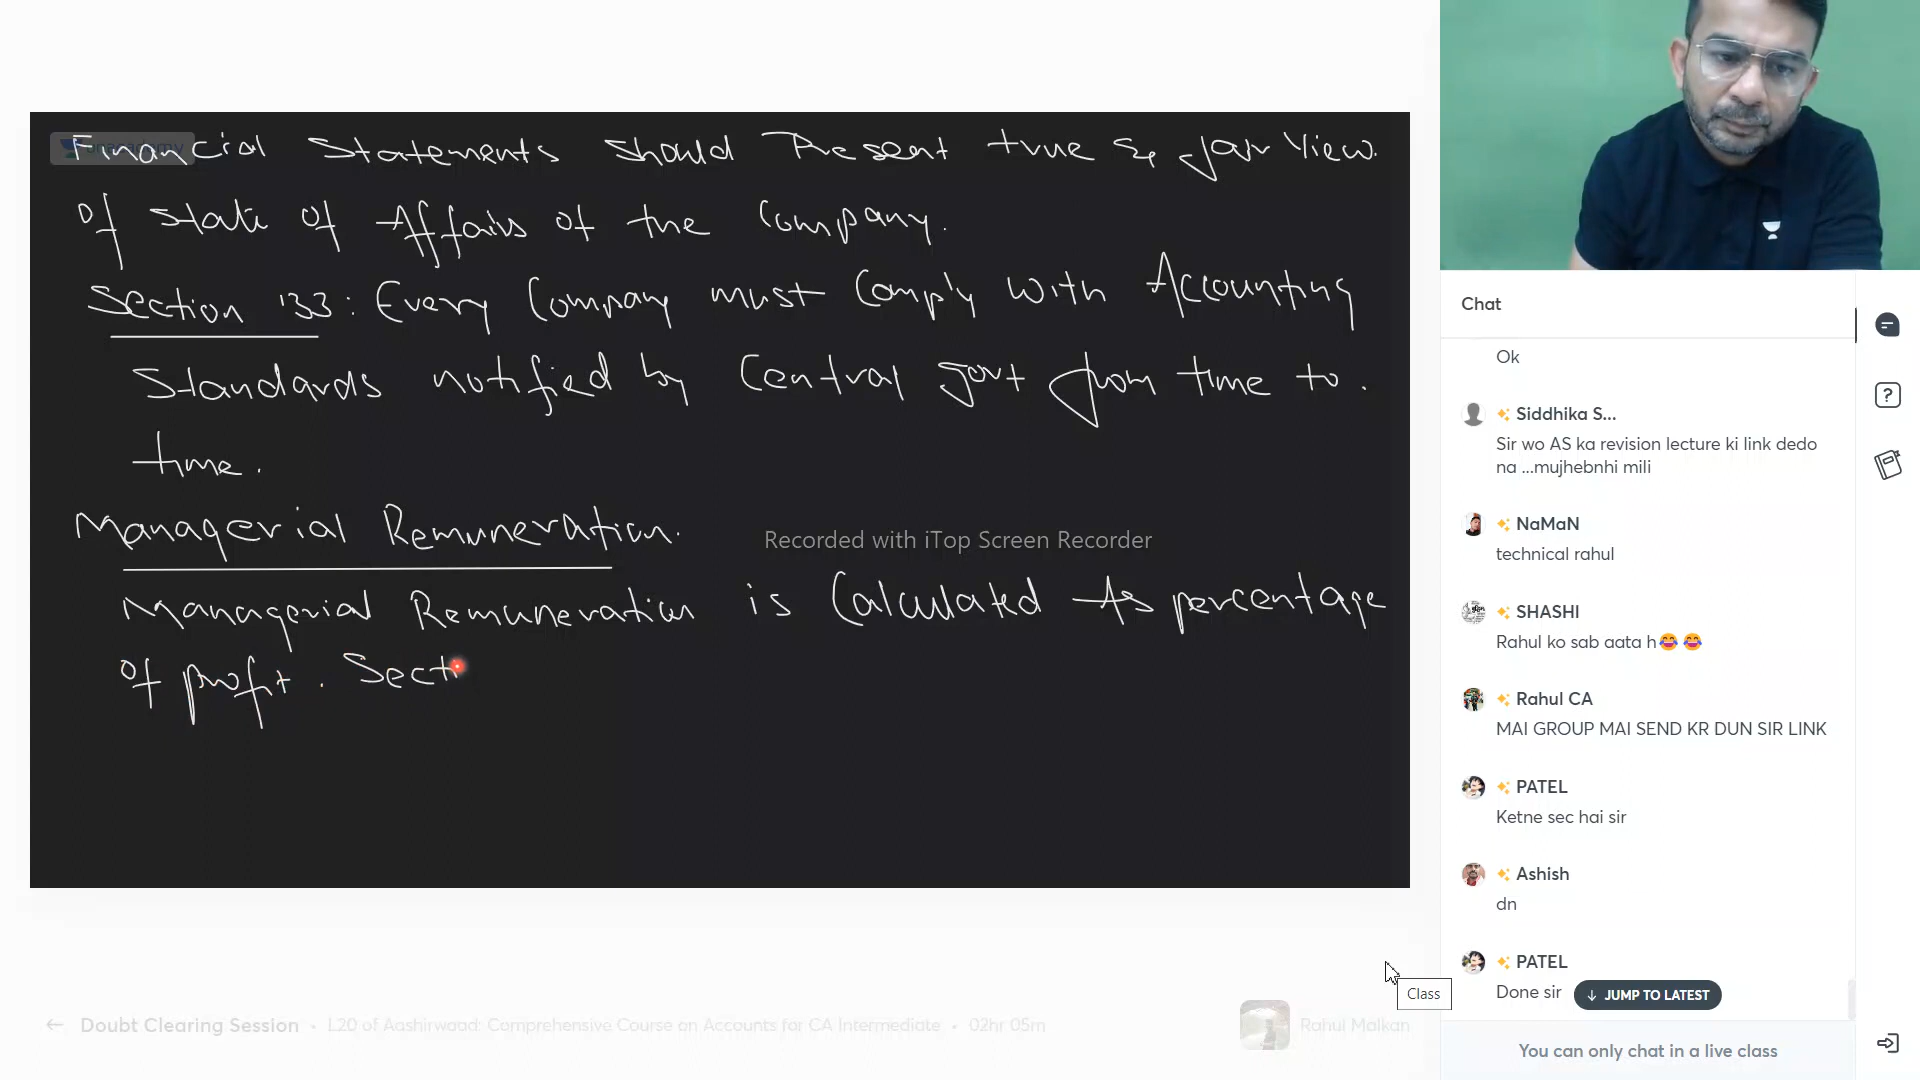 Financial Statements Should Present true & fair View.
of state of Affairs of the Company.
Section 133: Every Company must Comply with Accounting
Standards notified by Central Govt from time to.
time.
Managerial Remuneration.
Recorded with iTop Screen Recorder
Managerial Remuneration is Calculated As percentage
of profit. Sect
Chat
Ok
Siddhika S...
Sir wo AS ka revision lecture ki link dedo
na ...mujhebnhi mili
NaMaN
technical rahul
SHASHI
Rahul ko sab aata h😂 😂
Rahul CA
MAI GROUP MAI SEND KR DUN SIR LINK
PATEL
Ketne sec hai sir
Ashish
dn
PATEL
Done sir
↓ JUMP TO LATEST
You can only chat in a live class
Class
← Doubt Clearing Session • L20 of Aashirwaad: Comprehensive Course on Accounts for CA Intermediate • 02hr 05m
Rahul Malkan